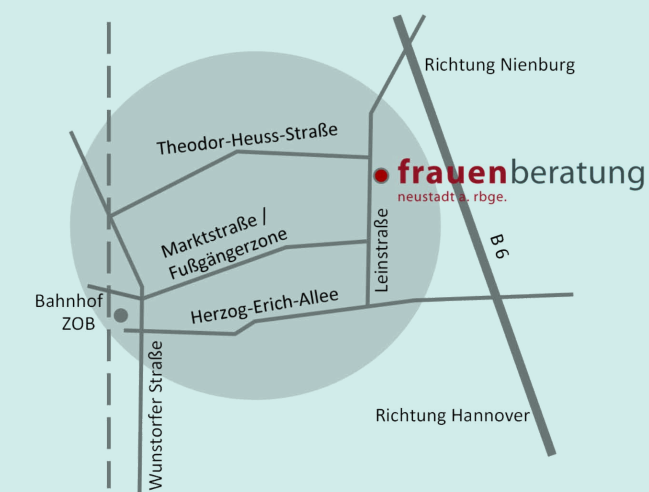 Richtung Nienburg
Theodor-Heuss-Straße
frauenberatung
neustadt a. rbge.
Marktstraße /
Fußgängerzone
Leinstraße
B 6
Bahnhof
ZOB
Herzog-Erich-Allee
Wunstorfer Straße
Richtung Hannover